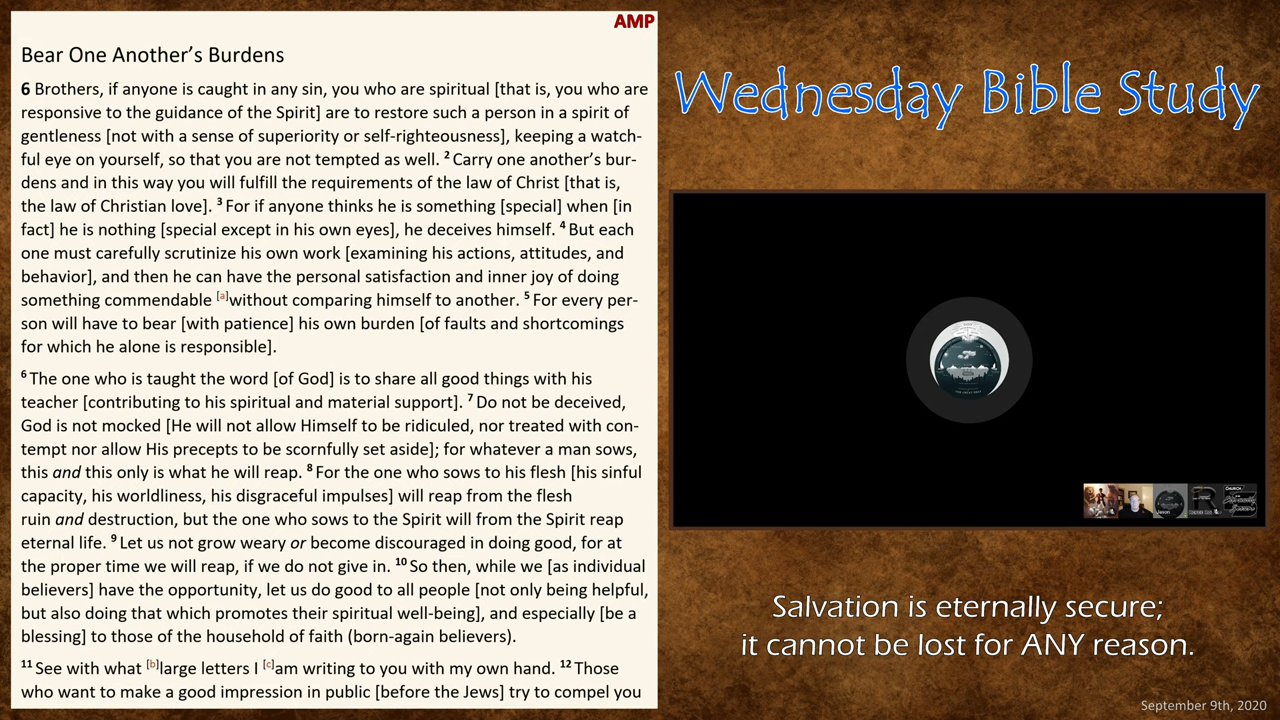 AMP
Bear One Another’s Burdens
6 Brothers, if anyone is caught in any sin, you who are spiritual [that is, you who are
responsive to the guidance of the Spirit] are to restore such a person in a spirit of
gentleness [not with a sense of superiority or self-righteousness], keeping a watch-
ful eye on yourself, so that you are not tempted as well. 2 Carry one another’s bur-
dens and in this way you will fulfill the requirements of the law of Christ [that is,
the law of Christian love]. 3 For if anyone thinks he is something [special] when [in
fact] he is nothing [special except in his own eyes], he deceives himself. 4 But each
one must carefully scrutinize his own work [examining his actions, attitudes, and
behavior], and then he can have the personal satisfaction and inner joy of doing
something commendable [a]without comparing himself to another. 5 For every per-
son will have to bear [with patience] his own burden [of faults and shortcomings
for which he alone is responsible].
6 The one who is taught the word [of God] is to share all good things with his
teacher [contributing to his spiritual and material support]. 7 Do not be deceived,
God is not mocked [He will not allow Himself to be ridiculed, nor treated with con-
tempt nor allow His precepts to be scornfully set aside]; for whatever a man sows,
this and this only is what he will reap. 8 For the one who sows to his flesh [his sinful
capacity, his worldliness, his disgraceful impulses] will reap from the flesh
ruin and destruction, but the one who sows to the Spirit will from the Spirit reap
eternal life. 9 Let us not grow weary or become discouraged in doing good, for at
the proper time we will reap, if we do not give in. 10 So then, while we [as individual
believers] have the opportunity, let us do good to all people [not only being helpful,
but also doing that which promotes their spiritual well-being], and especially [be a
blessing] to those of the household of faith (born-again believers).
11 See with what [b]large letters I [c]am writing to you with my own hand. 12 Those
who want to make a good impression in public [before the Jews] try to compel you
Wednesday Bible Study
Jason
CHURCH
Salvation is eternally secure;
it cannot be lost for ANY reason.
September 9th, 2020